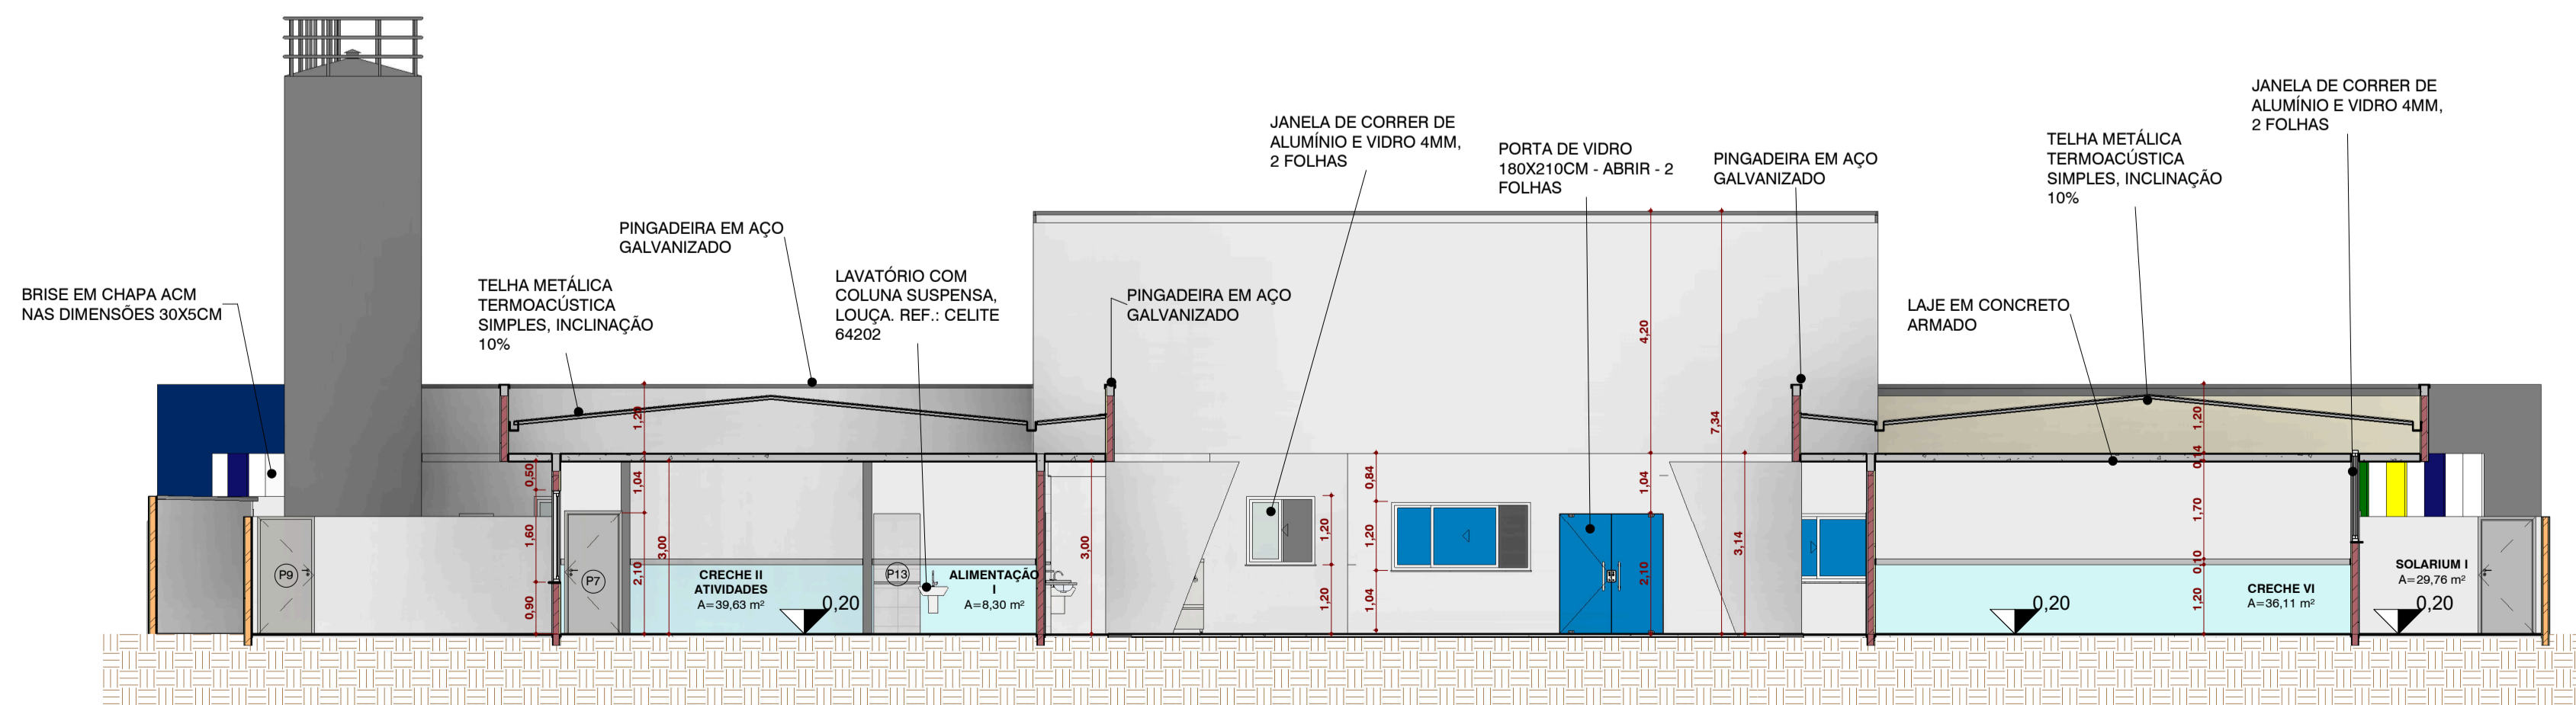 JANELA DE CORRER DE
ALUMÍNIO E VIDRO 4MM,
2 FOLHAS
JANELA DE CORRER DE
ALUMÍNIO E VIDRO 4MM,
2 FOLHAS
PORTA DE VIDRO
180X210CM - ABRIR - 2
FOLHAS
PINGADEIRA EM AÇO
GALVANIZADO
TELHA METÁLICA
TERMOACÚSTICA
SIMPLES, INCLINAÇÃO
10%
PINGADEIRA EM AÇO
GALVANIZADO
BRISE EM CHAPA ACM
NAS DIMENSÕES 30X5CM
TELHA METÁLICA
TERMOACÚSTICA
SIMPLES, INCLINAÇÃO
10%
LAVATÓRIO COM
COLUNA SUSPENSA,
LOUÇA. REF.: CELITE
64202
PINGADEIRA EM AÇO
GALVANIZADO
LAJE EM CONCRETO
ARMADO
4,20
7,34
1,20
1,20
0,14
0,50
1,04
0,84
1,04
1,70
1,60
3,00
3,00
1,20
1,20
3,14
2,10
2,10
0,10
0,90
1,20
1,04
1,20
P9
P7
P13
CRECHE II
ATIVIDADES
A=39,63 m²
0,20
ALIMENTAÇÃO
I
A=8,30 m²
0,20
CRECHE VI
A=36,11 m²
SOLARIUM I
A=29,76 m²
0,20